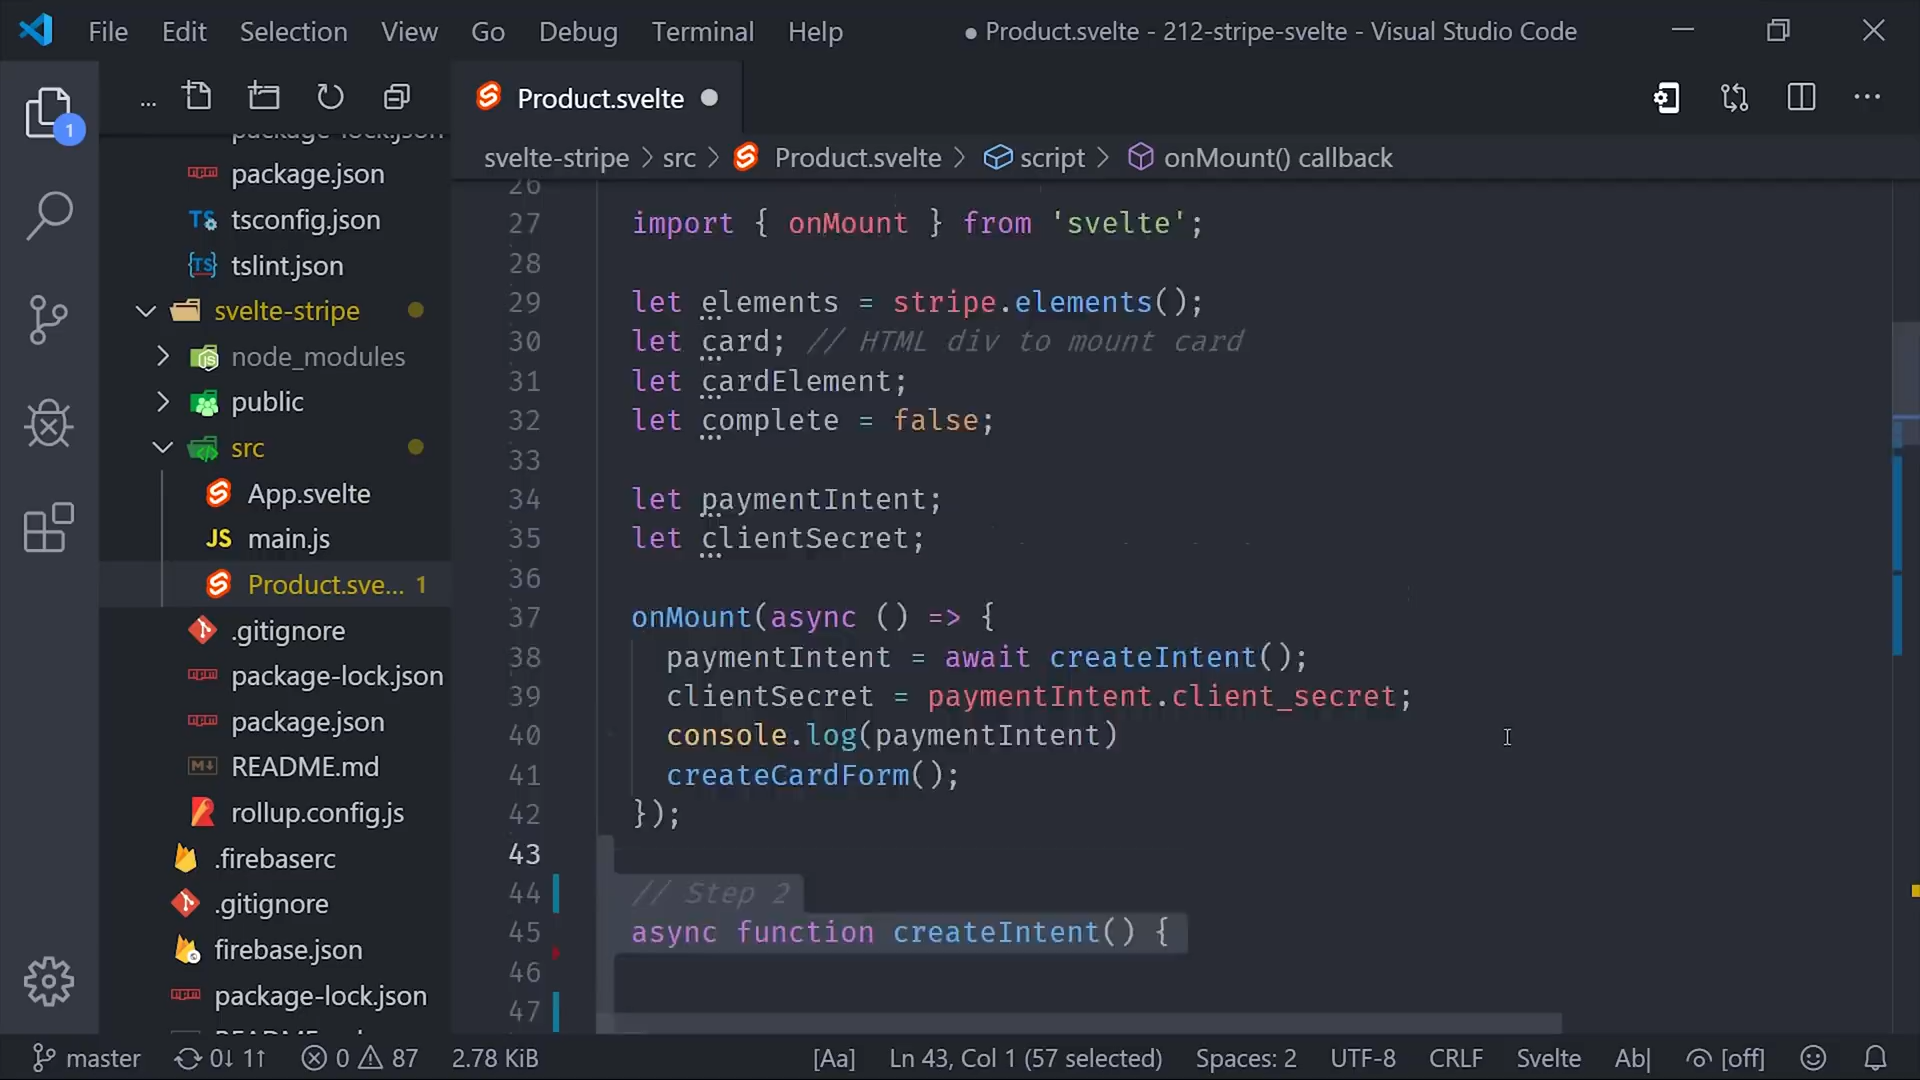 File Edit Selection View Go Debug Terminal Help
● Product.svelte - 212-stripe-svelte - Visual Studio Code
1
...
package-lock.json
package.json
tsconfig.json
tslint.json
svelte-stripe
node_modules
public
src
App.svelte
JS main.js
Product.sve... 1
.gitignore
package-lock.json
package.json
README.md
rollup.config.js
.firebaserc
.gitignore
firebase.json
package-lock.json
README.md
Product.svelte ●
svelte-stripe > src > Product.svelte > script > onMount() callback
26
27 import { onMount } from 'svelte';
28
29 let elements = stripe.elements();
30 let card; // HTML div to mount card
31 let cardElement;
32 let complete = false;
33
34 let paymentIntent;
35 let clientSecret;
36
37 onMount(async () => {
38 paymentIntent = await createIntent();
39 clientSecret = paymentIntent.client_secret;
40 console.log(paymentIntent)
41 createCardForm();
42 });
43
44 // Step 2
45 async function createIntent() {
46
47
master 0↓ 1↑ 0 87 2.78 KiB [Aa] Ln 43, Col 1 (57 selected) Spaces: 2 UTF-8 CRLF Svelte Ab| [off]